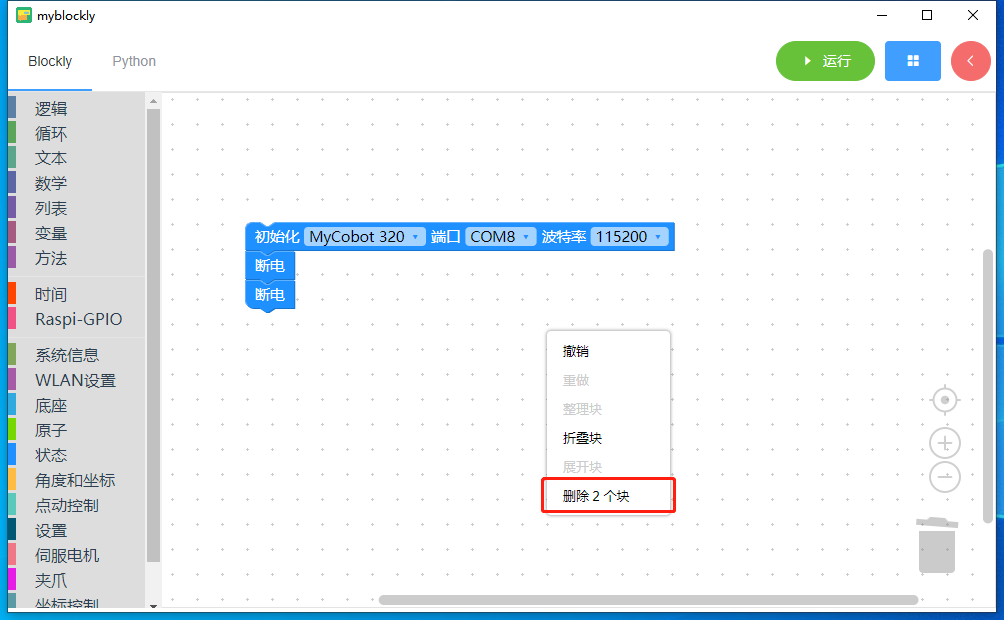 myblockly
Blockly Python
运行
逻辑
循环
文本
数学
列表
变量
方法
时间
Raspi-GPIO
系统信息
WLAN设置
底座
原子
状态
角度和坐标
点动控制
设置
伺服电机
夹爪
坐标控制
初始化 MyCobot 320 端口 COM8 波特率 115200
断电
断电
撤销
重做
整理块
折叠块
展开块
删除 2 个块